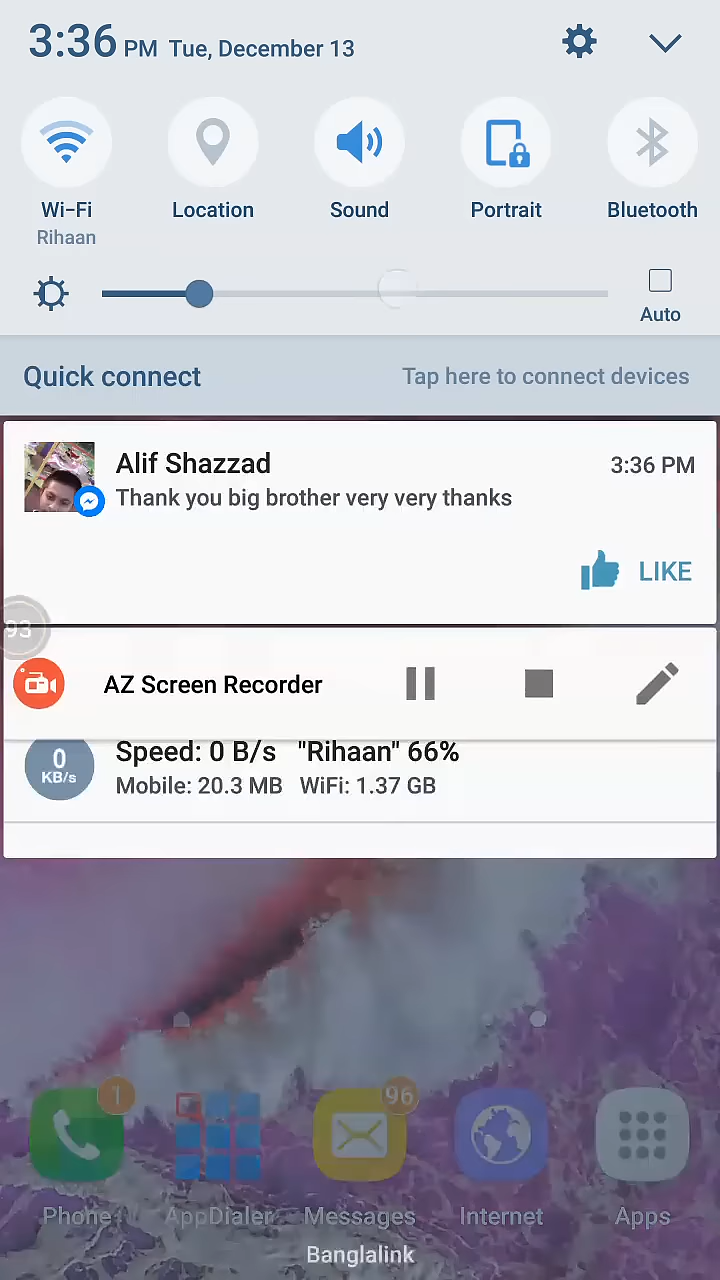 3:36 PM Tue, December 13
Wi-Fi Location Sound Portrait Bluetooth
Rihaan
Auto
Quick connect Tap here to connect devices
Alif Shazzad 3:36 PM
Thank you big brother very very thanks
LIKE
93
AZ Screen Recorder
0 KB/s
Speed: 0 B/s "Rihaan" 66%
Mobile: 20.3 MB WiFi: 1.37 GB
1 96
Phone AppDialer Messages Internet Apps
Banglalink